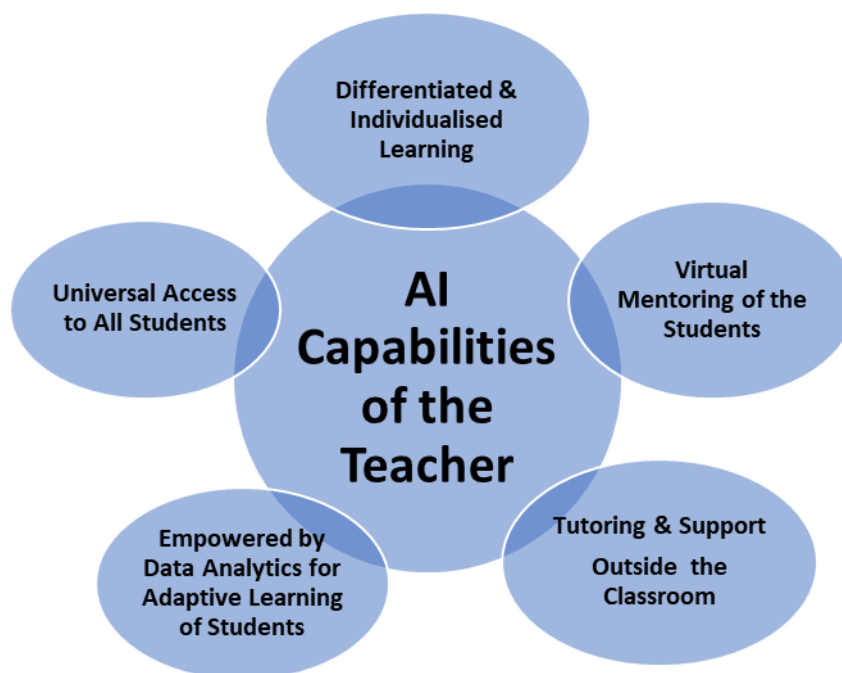 Differentiated &
Individualised
Learning
Universal Access
to All Students
AI
Capabilities
of the
Teacher
Virtual
Mentoring of the
Students
Empowered by
Data Analytics for
Adaptive Learning
of Students
Tutoring & Support
Outside the
Classroom